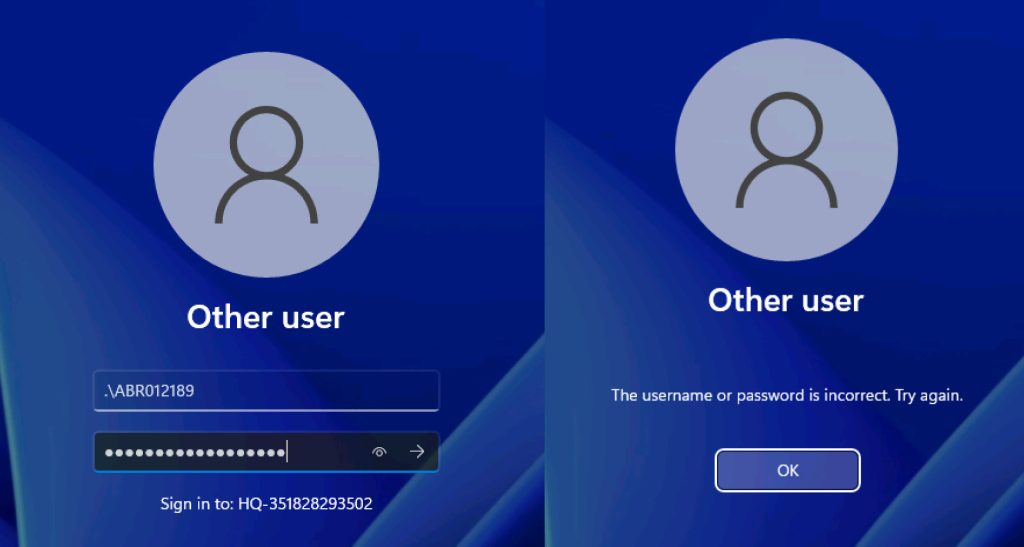 Other user
.\ABR012189
Sign in to: HQ-351828293502
Other user
The username or password is incorrect. Try again.
OK